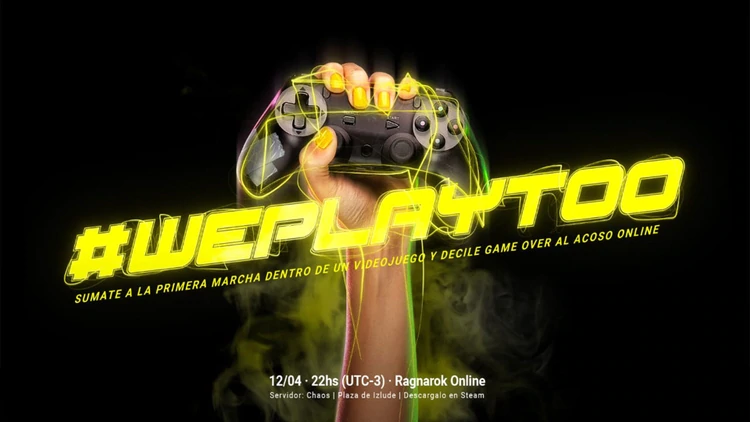 #WEPLAYTOO
SUMATE A LA PRIMERA MARCHA DENTRO DE UN VIDEOJUEGO Y DECILE GAME OVER AL ACOSO ONLINE
12/04 · 22hs (UTC-3) · Ragnarok Online
Servidor: Chaos | Plaza de Izlude | Descargalo en Steam